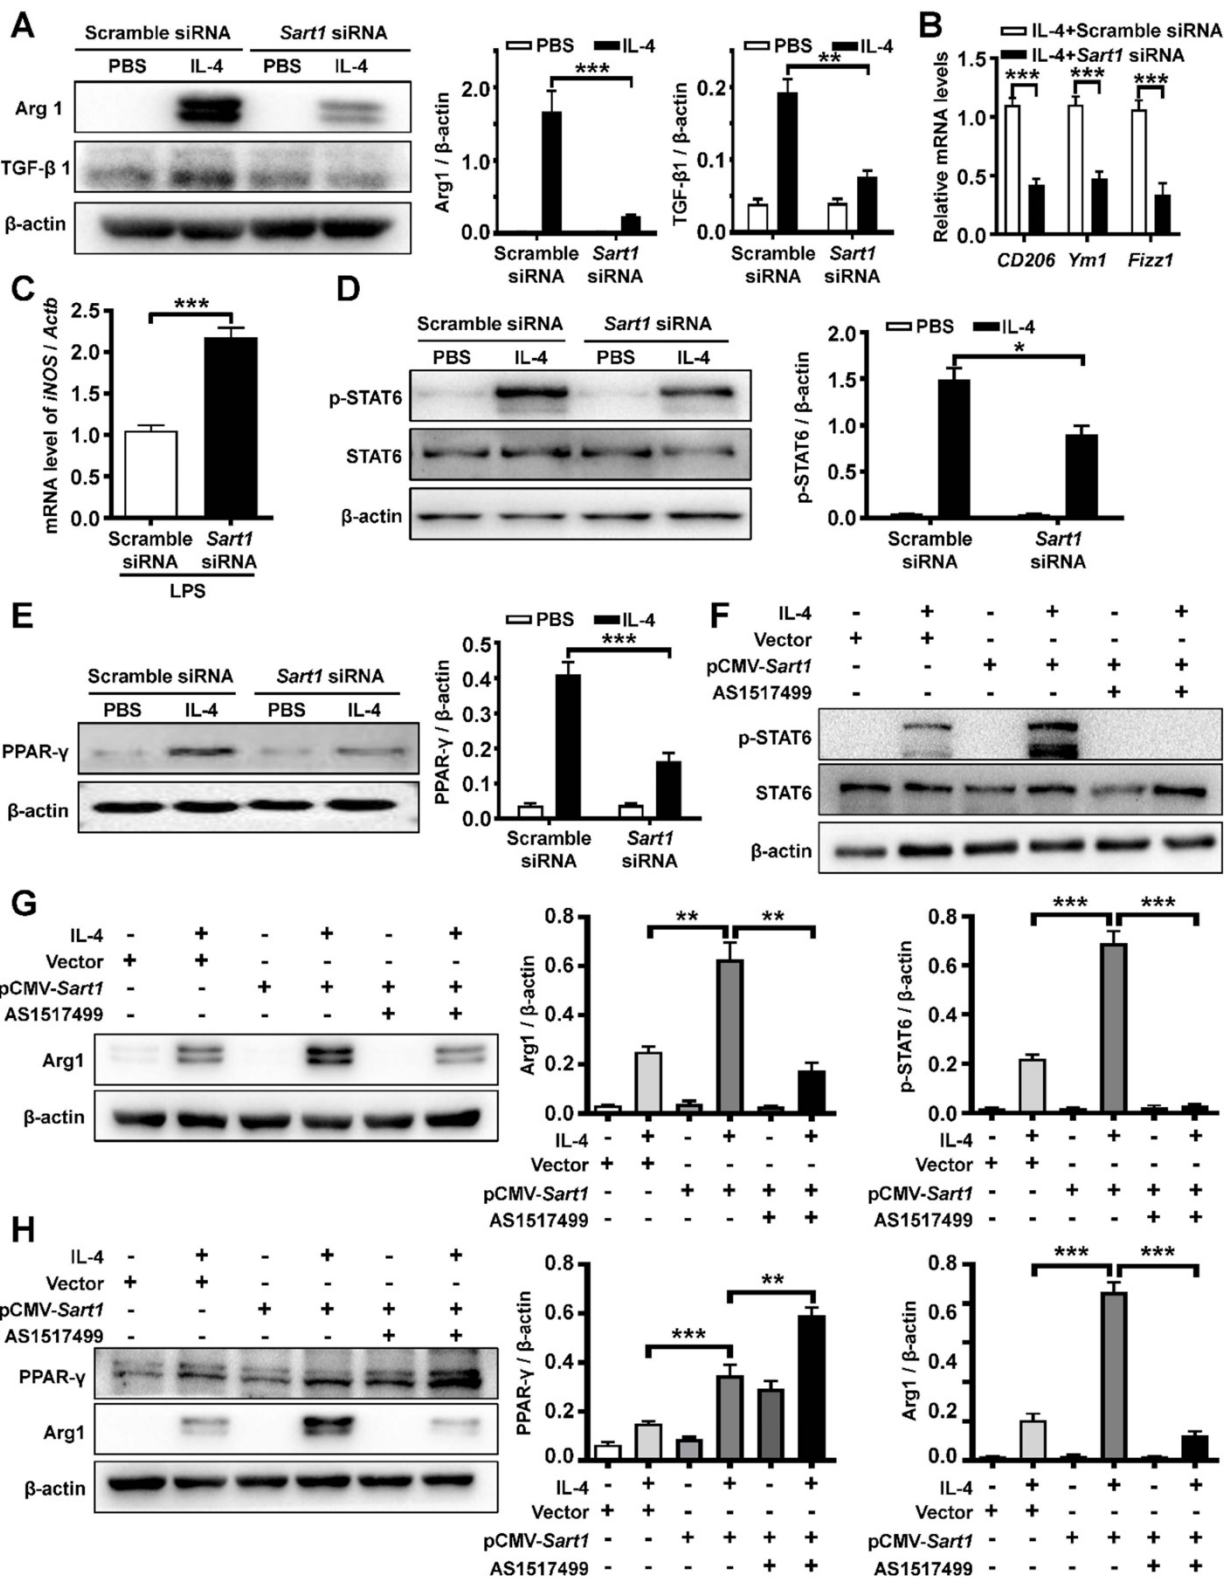 A
Scramble siRNA Sart1 siRNA
PBS IL-4 PBS IL-4
Arg 1
TGF-β 1
β-actin
PBS IL-4
***
Arg1 / β-actin
2.0
1.0
0.0
Scramble siRNA Sart1 siRNA
PBS IL-4
**
TGF-β1 / β-actin
0.2
0.1
0.0
Scramble siRNA Sart1 siRNA
B
IL-4+Scramble siRNA
IL-4+Sart1 siRNA
Relative mRNA levels
1.5
1.0
0.5
0.0
*** *** ***
CD206 Ym1 Fizz1
C
mRNA level of iNOS / Actb
2.5
2.0
1.5
1.0
0.5
0.0
***
Scramble siRNA Sart1 siRNA
LPS
D
Scramble siRNA Sart1 siRNA
PBS IL-4 PBS IL-4
p-STAT6
STAT6
β-actin
PBS IL-4
*
p-STAT6 / β-actin
2.0
1.5
1.0
0.5
0.0
Scramble siRNA Sart1 siRNA
E
Scramble siRNA Sart1 siRNA
PBS IL-4 PBS IL-4
PPAR-γ
β-actin
PBS IL-4
***
PPAR-γ / β-actin
0.5
0.4
0.3
0.2
0.1
0.0
Scramble siRNA Sart1 siRNA
F
IL-4 - + - + - +
Vector + + - - - -
pCMV-Sart1 - - + + + +
AS1517499 - - - - + +
p-STAT6
STAT6
β-actin
G
IL-4 - + - + - +
Vector + + - - - -
pCMV-Sart1 - - + + + +
AS1517499 - - - - + +
Arg1
β-actin
** **
Arg1 / β-actin
0.8
0.6
0.4
0.2
0.0
IL-4 - + - + - +
Vector + + - - - -
pCMV-Sart1 - - + + + +
AS1517499 - - - - + +
*** ***
p-STAT6 / β-actin
0.8
0.6
0.4
0.2
0.0
IL-4 - + - + - +
Vector + + - - - -
pCMV-Sart1 - - + + + +
AS1517499 - - - - + +
H
IL-4 - + - + - +
Vector + + - - - -
pCMV-Sart1 - - + + + +
AS1517499 - - - - + +
PPAR-γ
Arg1
β-actin
*** **
PPAR-γ / β-actin
0.8
0.6
0.4
0.2
0.0
IL-4 - + - + - +
Vector + + - - - -
pCMV-Sart1 - - + + + +
AS1517499 - - - - + +
*** ***
Arg1 / β-actin
0.8
0.6
0.4
0.2
0.0
IL-4 - + - + - +
Vector + + - - - -
pCMV-Sart1 - - + + + +
AS1517499 - - - - + +